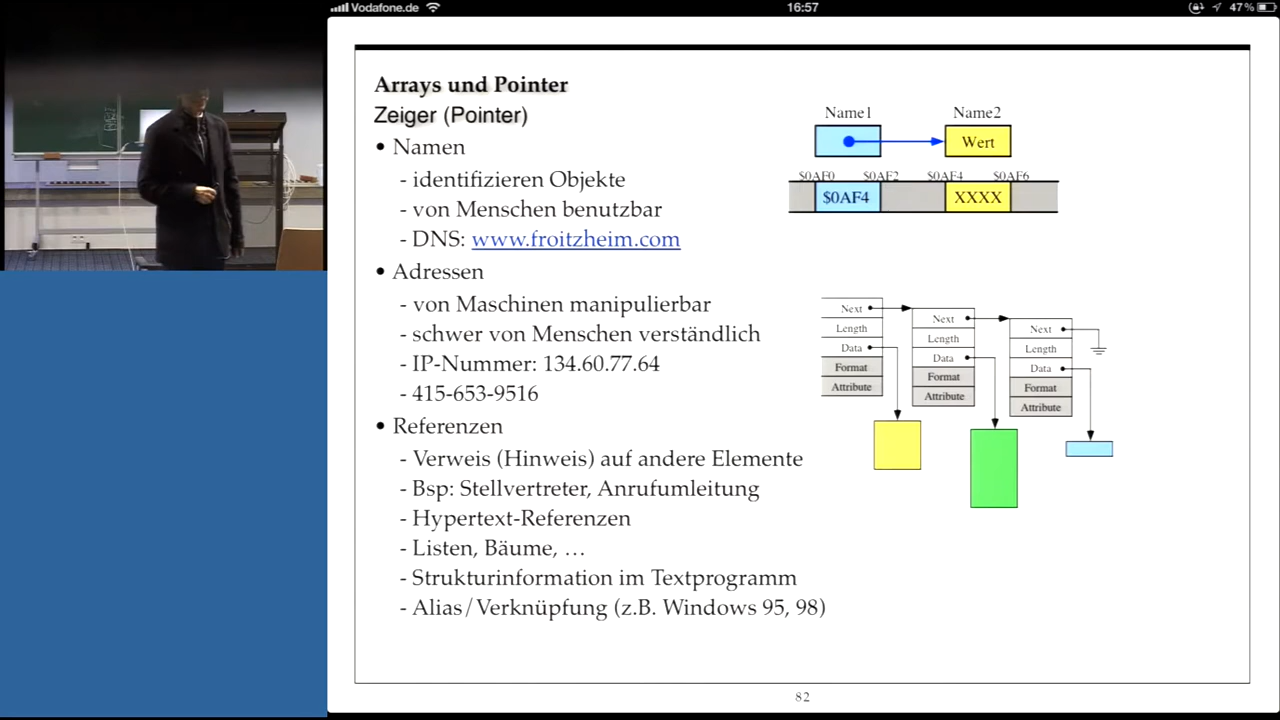 Vodafone.de 16:57 47%
Arrays und Pointer
Zeiger (Pointer)
• Namen
- identifizieren Objekte
- von Menschen benutzbar
- DNS: www.froitzheim.com
• Adressen
- von Maschinen manipulierbar
- schwer von Menschen verständlich
- IP-Nummer: 134.60.77.64
- 415-653-9516
• Referenzen
- Verweis (Hinweis) auf andere Elemente
- Bsp: Stellvertreter, Anrufumleitung
- Hypertext-Referenzen
- Listen, Bäume, …
- Strukturinformation im Textprogramm
- Alias/Verknüpfung (z.B. Windows 95, 98)
Name1 Name2
Wert
$0AF0 $0AF2 $0AF4 $0AF6
$0AF4 XXXX
Next
Length
Data
Format
Attribute
Next
Length
Data
Format
Attribute
Next
Length
Data
Format
Attribute
82